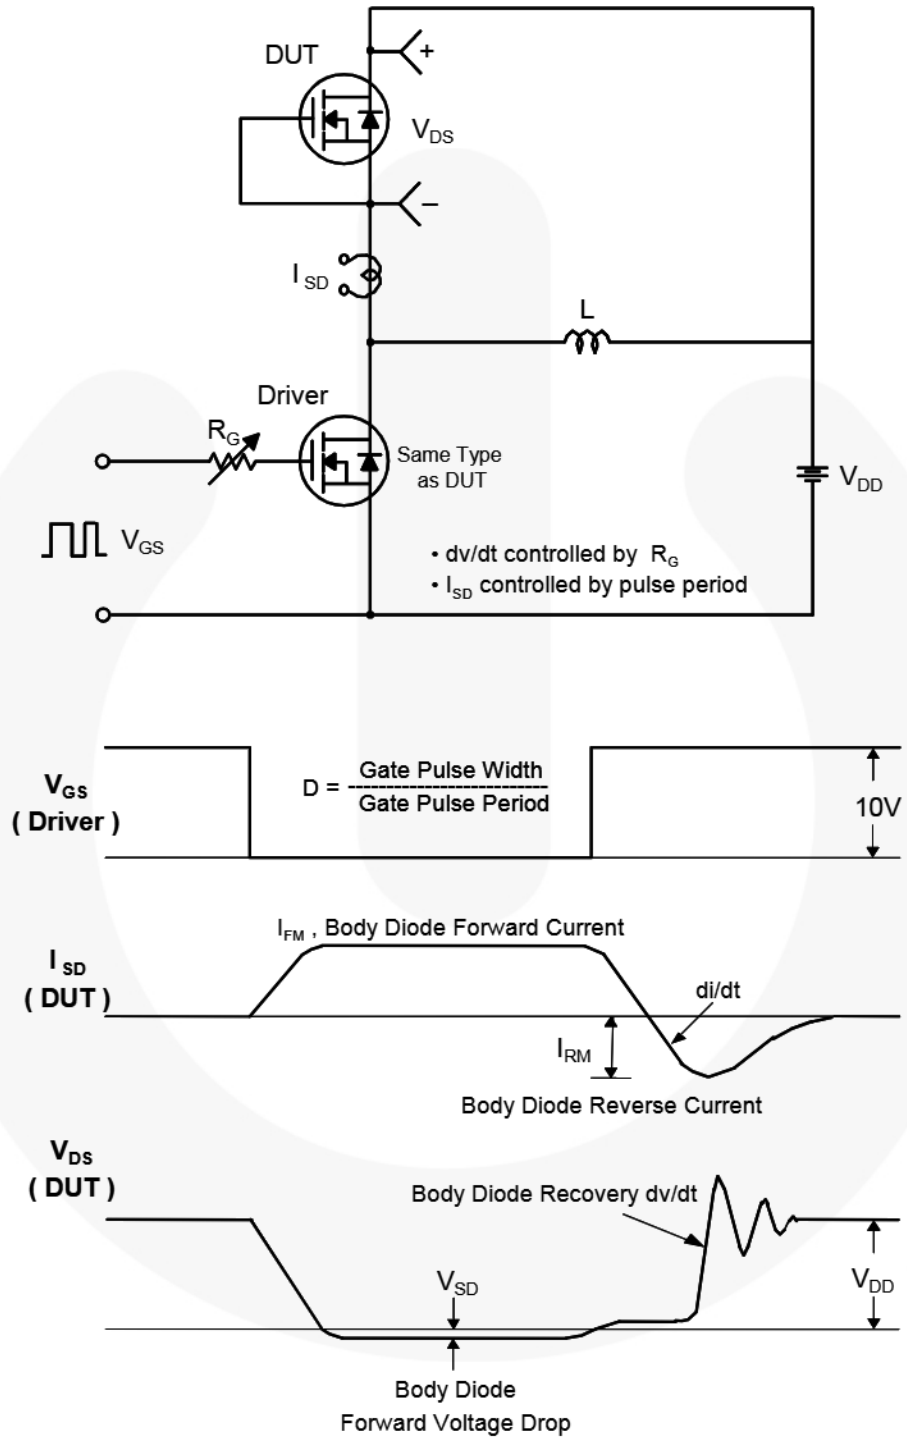 DUT
+
V_DS
–
I_SD
L
Driver
R_G
Same Type
as DUT
V_DD
V_GS
• dv/dt controlled by R_G
• I_SD controlled by pulse period
V_GS
( Driver )
D = Gate Pulse Width
Gate Pulse Period
10V
I_FM , Body Diode Forward Current
I_SD
( DUT )
di/dt
I_RM
Body Diode Reverse Current
V_DS
( DUT )
Body Diode Recovery dv/dt
V_SD
V_DD
Body Diode
Forward Voltage Drop